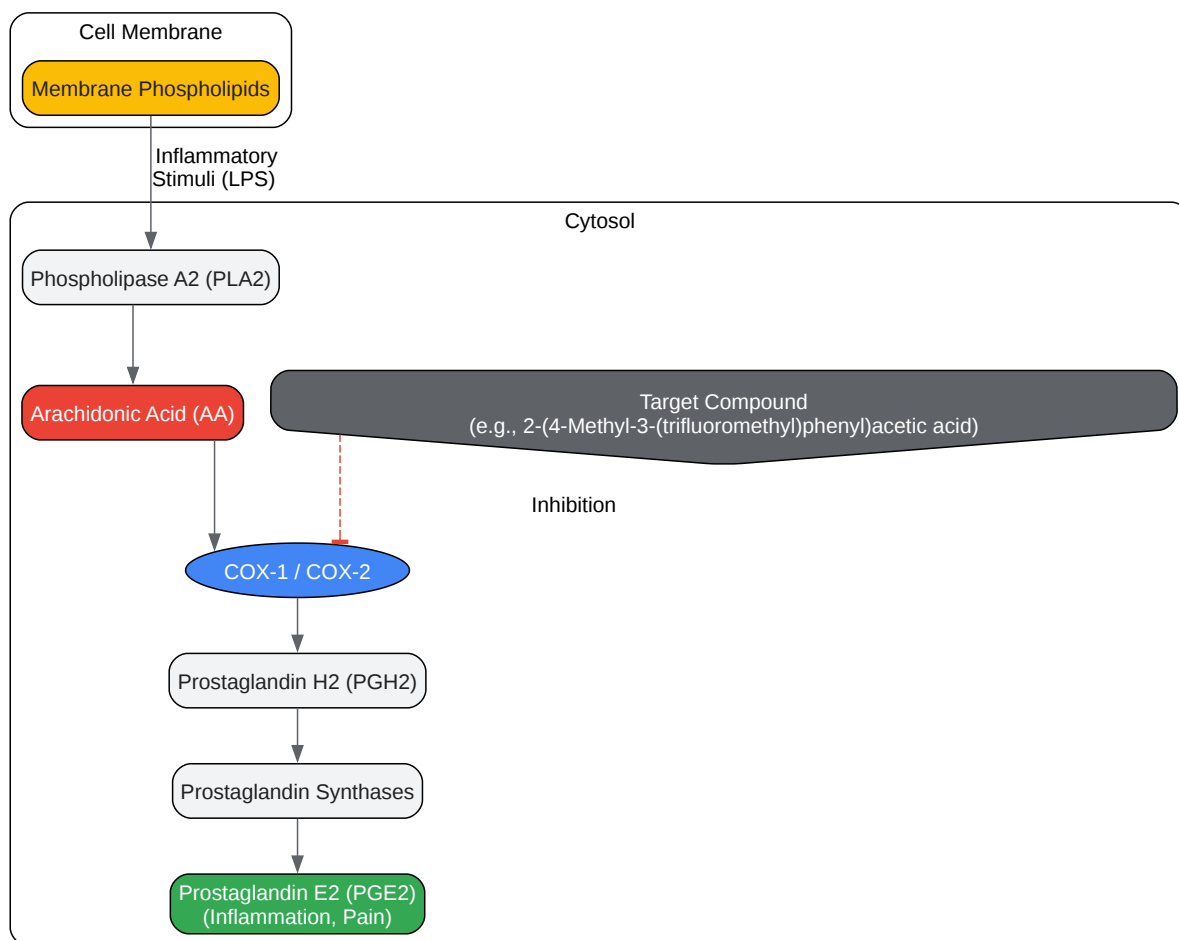 Cell Membrane
Membrane Phospholipids
Inflammatory
Stimuli (LPS)
Cytosol
Phospholipase A2 (PLA2)
Arachidonic Acid (AA)
Target Compound
(e.g., 2-(4-Methyl-3-(trifluoromethyl)phenyl)acetic acid)
Inhibition
COX-1 / COX-2
Prostaglandin H2 (PGH2)
Prostaglandin Synthases
Prostaglandin E2 (PGE2)
(Inflammation, Pain)